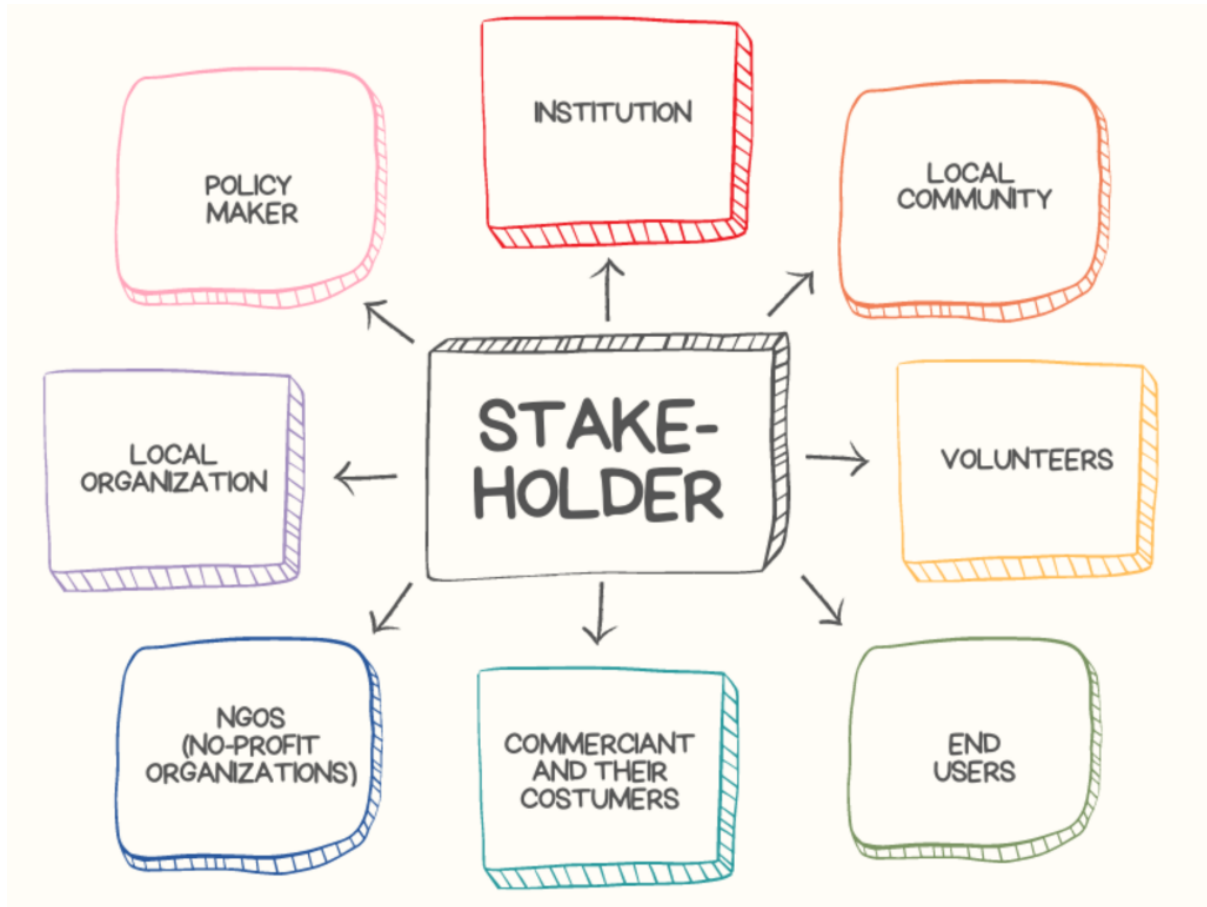 INSTITUTION
POLICY
MAKER
LOCAL
COMMUNITY
STAKE-
HOLDER
LOCAL
ORGANIZATION
VOLUNTEERS
NGOS
(NO-PROFIT
ORGANIZATIONS)
COMMERCIANT
AND THEIR
COSTUMERS
END
USERS